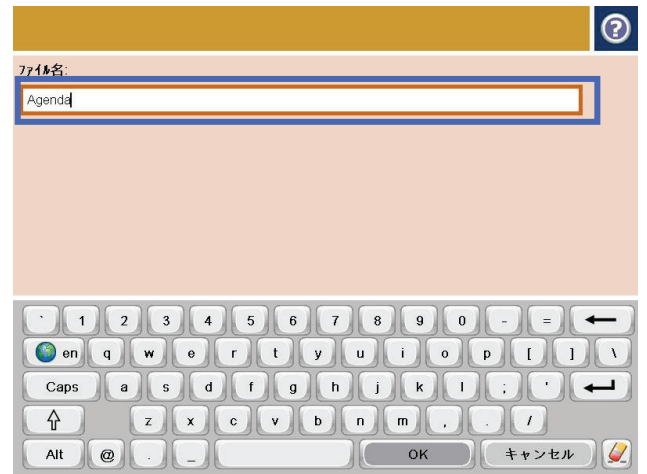 ?
ﾌｧｲﾙ名:
Agenda
` 1 2 3 4 5 6 7 8 9 0 - =
en q w e r t y u i o p [ ] \
Caps a s d f g h j k l ; '
z x c v b n m , . /
Alt @ . _ OK キャンセル